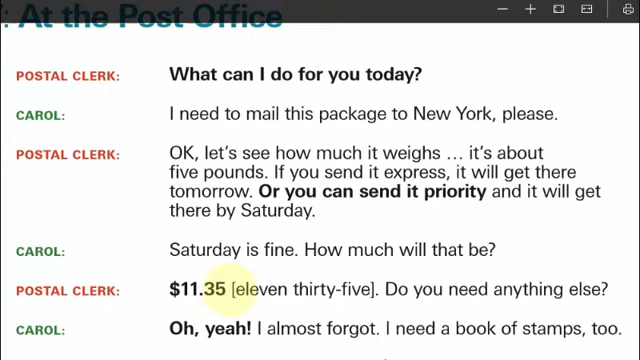 : At the Post Office
POSTAL CLERK: What can I do for you today?
CAROL: I need to mail this package to New York, please.
POSTAL CLERK: OK, let's see how much it weighs … it's about
five pounds. If you send it express, it will get there
tomorrow. Or you can send it priority and it will get
there by Saturday.
CAROL: Saturday is fine. How much will that be?
POSTAL CLERK: $11.35 [eleven thirty-five]. Do you need anything else?
CAROL: Oh, yeah! I almost forgot. I need a book of stamps, too.